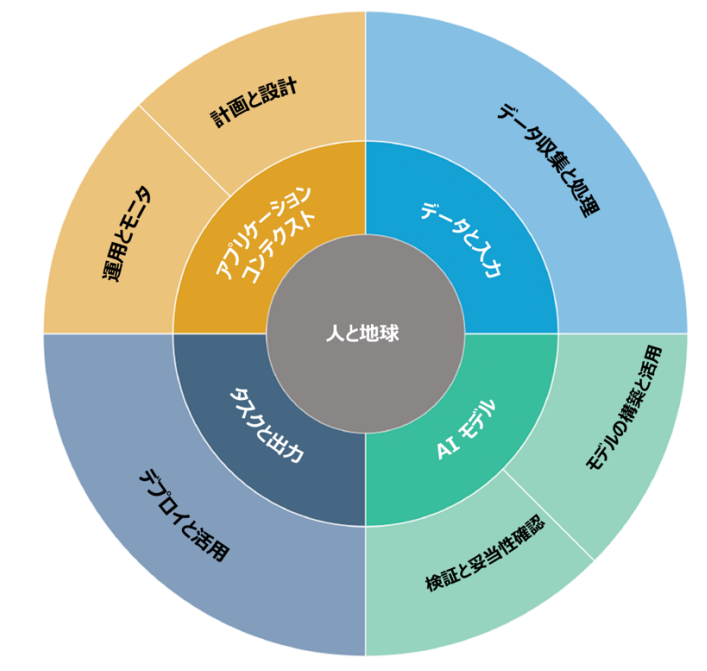 計画と設計
データ収集と処理
運用とモニタ
アプリケーション
コンテクスト
データと入力
人と地球
タスクと出力
AI モデル
モデルの構築と活用
デプロイと活用
検証と妥当性確認